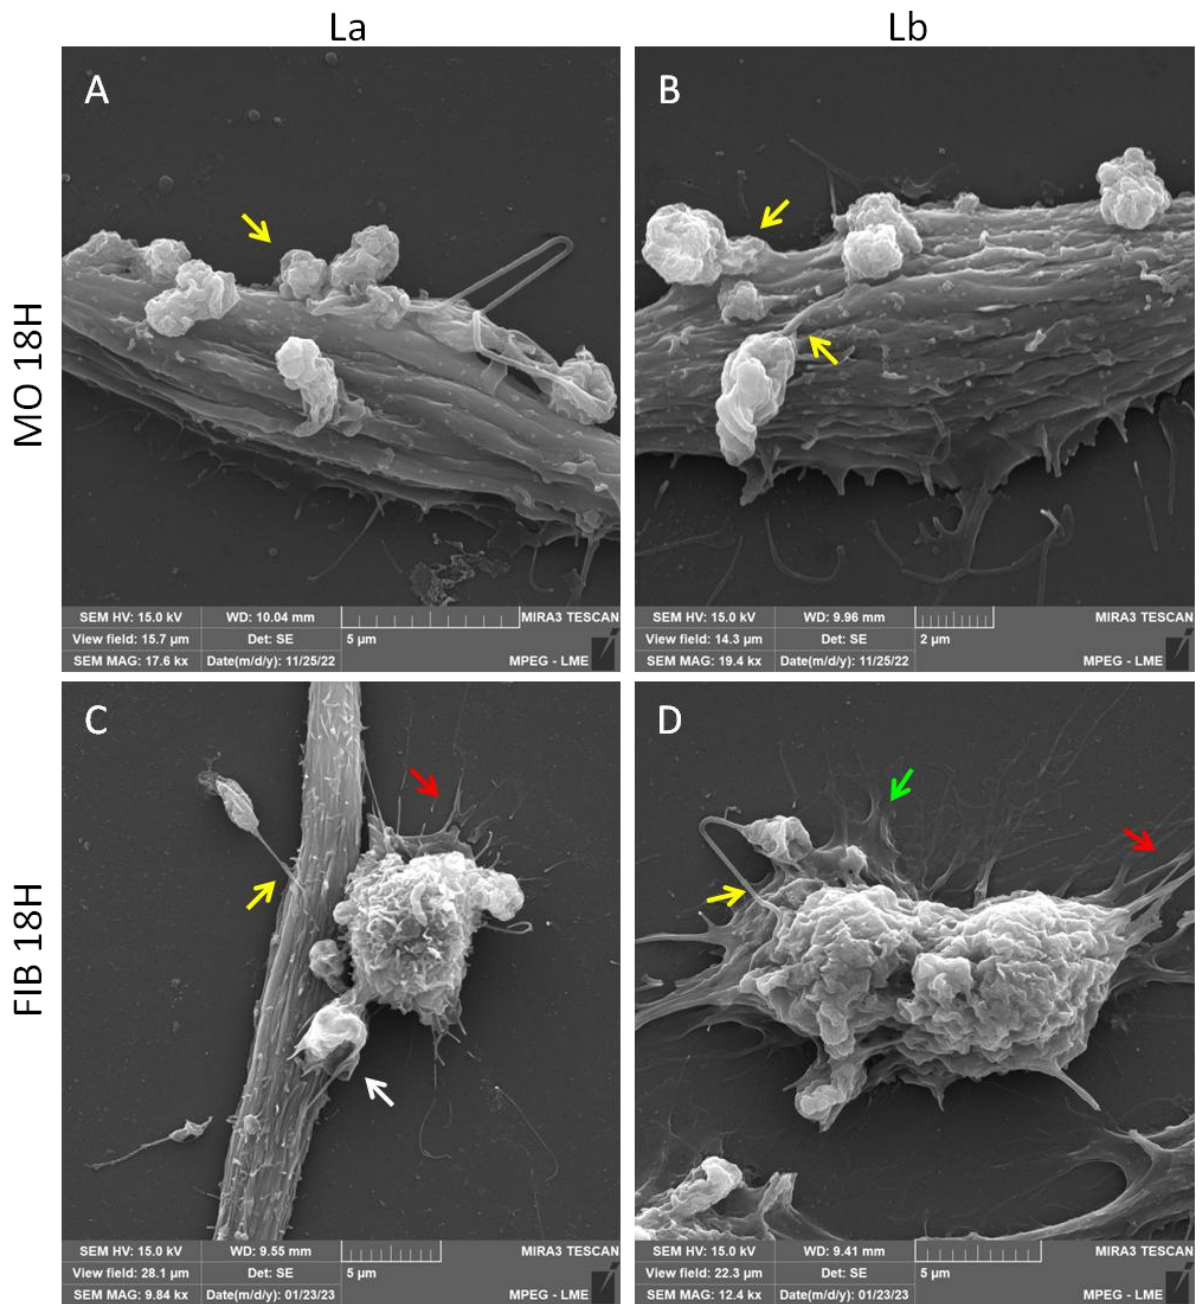 La
Lb
MO 18H
A
SEM HV: 15.0 kV
WD: 10.04 mm
MIRA3 TESCAN
View field: 15.7 µm
Det: SE
5 µm
SEM MAG: 17.6 kx
Date(m/d/y): 11/25/22
MPEG - LME
B
SEM HV: 15.0 kV
WD: 9.96 mm
MIRA3 TESCAN
View field: 14.3 µm
Det: SE
2 µm
SEM MAG: 19.4 kx
Date(m/d/y): 11/25/22
MPEG - LME
FIB 18H
C
SEM HV: 15.0 kV
WD: 9.55 mm
MIRA3 TESCAN
View field: 28.1 µm
Det: SE
5 µm
SEM MAG: 9.84 kx
Date(m/d/y): 01/23/23
MPEG - LME
D
SEM HV: 15.0 kV
WD: 9.41 mm
MIRA3 TESCAN
View field: 22.3 µm
Det: SE
5 µm
SEM MAG: 12.4 kx
Date(m/d/y): 01/23/23
MPEG - LME